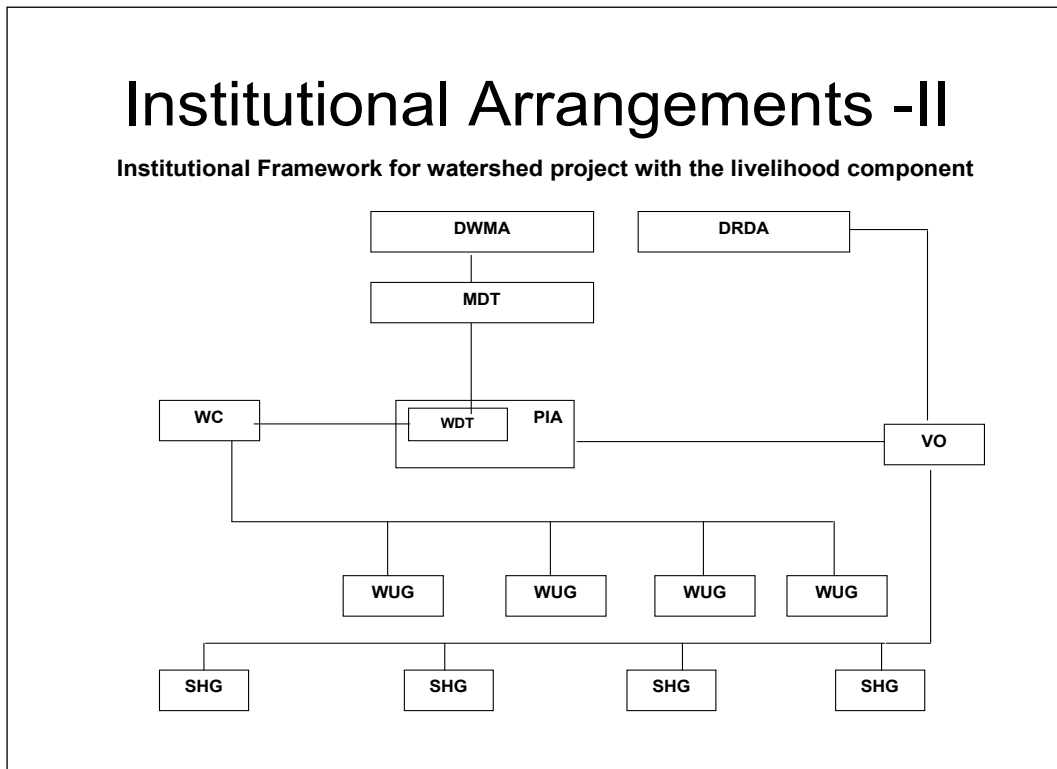 Institutional Arrangements -II
Institutional Framework for watershed project with the livelihood component
DWMA DRDA
MDT
WC WDT PIA
VO
WUG WUG WUG WUG
SHG SHG SHG SHG